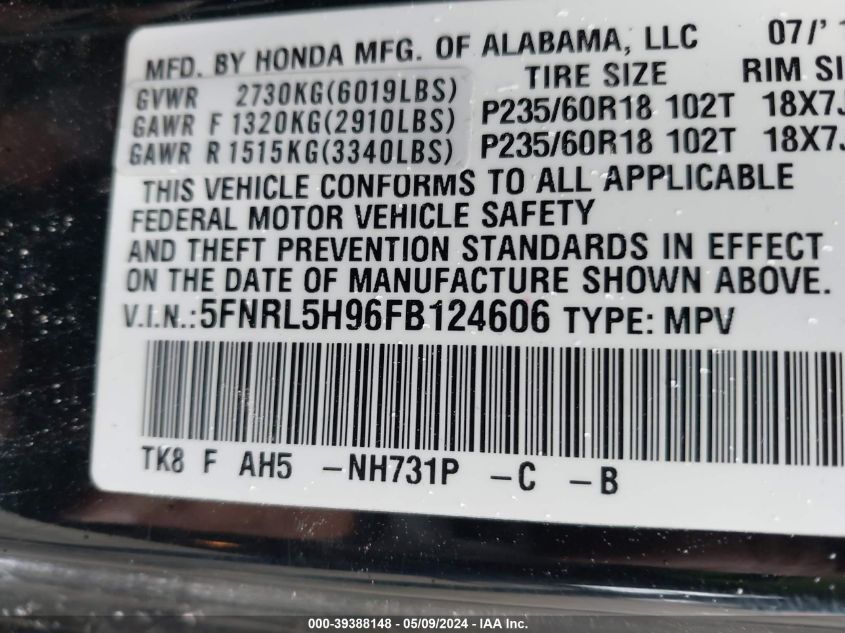 MFD. BY HONDA MFG. OF ALABAMA, LLC 07/'
TIRE SIZE RIM
GVWR 2730KG(6019LBS)
GAWR F 1320KG(2910LBS) P235/60R18 102T 18X7
GAWR R 1515KG(3340LBS) P235/60R18 102T 18X7
THIS VEHICLE CONFORMS TO ALL APPLICABLE
FEDERAL MOTOR VEHICLE SAFETY
AND THEFT PREVENTION STANDARDS IN EFFECT
ON THE DATE OF MANUFACTURE SHOWN ABOVE.
V.I.N.:5FNRL5H96FB124606 TYPE: MPV
TK8 F AH5 -NH731P -C -B
000-39388148 - 05/09/2024 - IAA Inc.